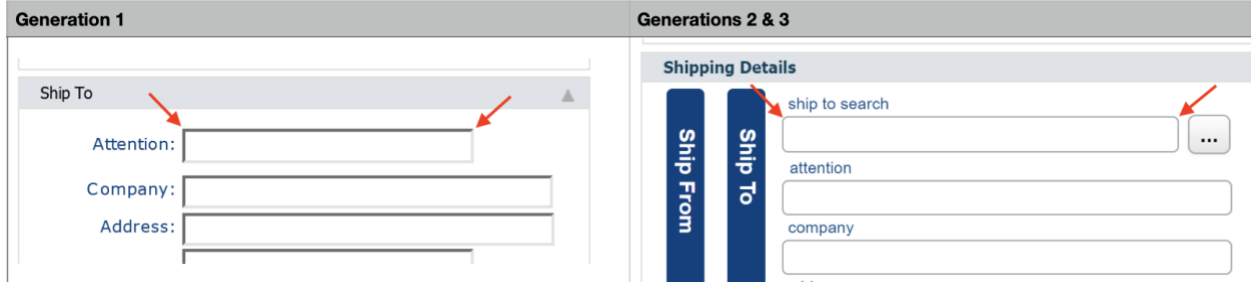 Generation 1
Generations 2 & 3
Ship To
Attention:
Company:
Address:
Shipping Details
Ship From
Ship To
ship to search
...
attention
company